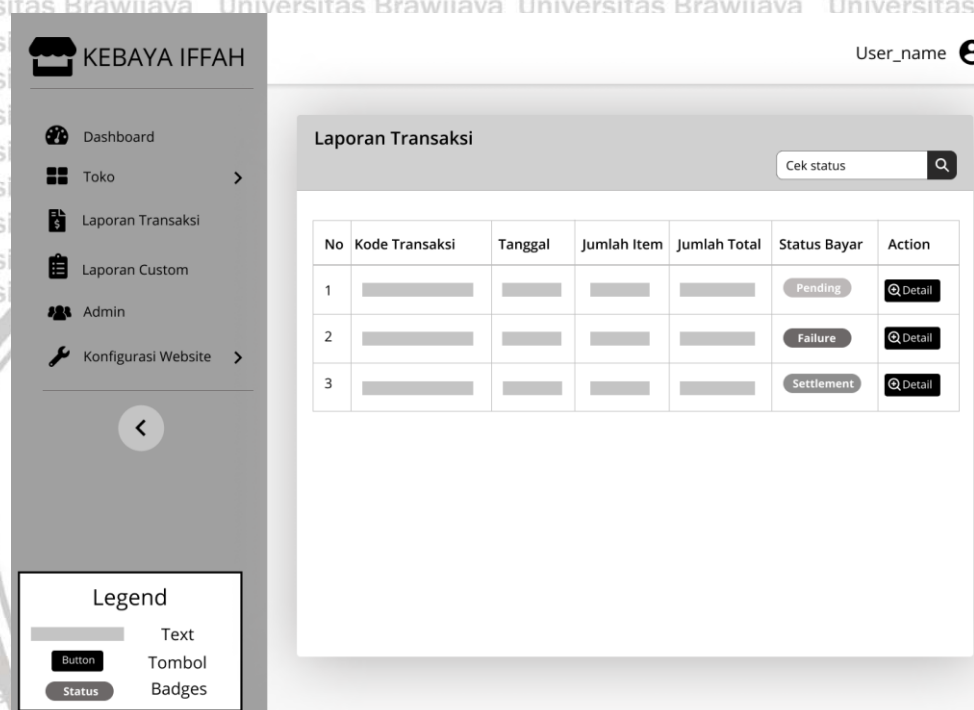 sitas Brawijaya Universitas Brawijaya Universitas Brawijaya Universitas
KEBAYA IFFAH
User_name
Dashboard
Toko
Laporan Transaksi
Laporan Custom
Admin
Konfigurasi Website
Laporan Transaksi
Cek status
No Kode Transaksi Tanggal Jumlah Item Jumlah Total Status Bayar Action
1 Pending Detail
2 Failure Detail
3 Settlement Detail
Legend
Text
Button Tombol
Status Badges